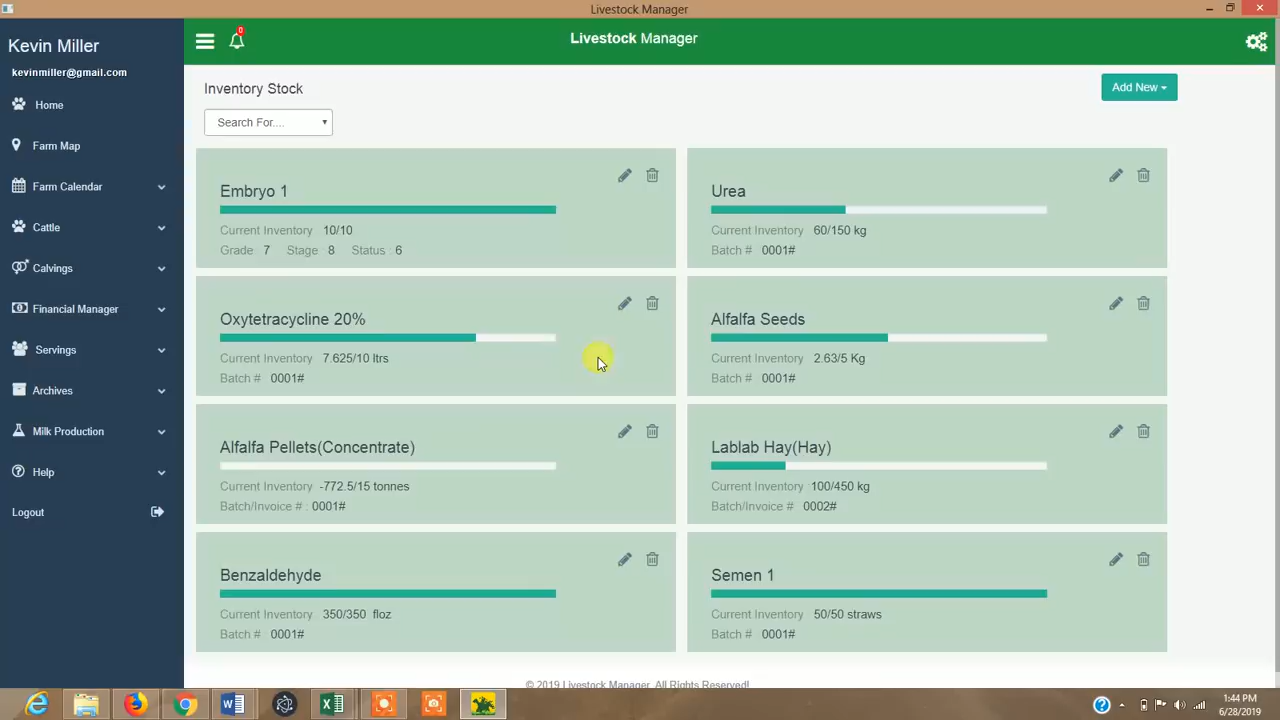 Livestock Manager
Kevin Miller
kevinmiller@gmail.com
Home
Farm Map
Farm Calendar
Cattle
Calvings
Financial Manager
Servings
Archives
Milk Production
Help
Logout
0
Livestock Manager
Inventory Stock
Add New
Search For....
Embryo 1
Current Inventory 10/10
Grade 7 Stage 8 Status : 6
Urea
Current Inventory 60/150 kg
Batch # 0001#
Oxytetracycline 20%
Current Inventory 7.625/10 ltrs
Batch # 0001#
Alfalfa Seeds
Current Inventory 2.63/5 Kg
Batch # 0001#
Alfalfa Pellets(Concentrate)
Current Inventory -772.5/15 tonnes
Batch/Invoice # : 0001#
Lablab Hay(Hay)
Current Inventory 100/450 kg
Batch/Invoice # 0002#
Benzaldehyde
Current Inventory 350/350 floz
Batch # 0001#
Semen 1
Current Inventory 50/50 straws
Batch # 0001#
© 2019 Livestock Manager. All Rights Reserved!
1:44 PM
6/28/2019